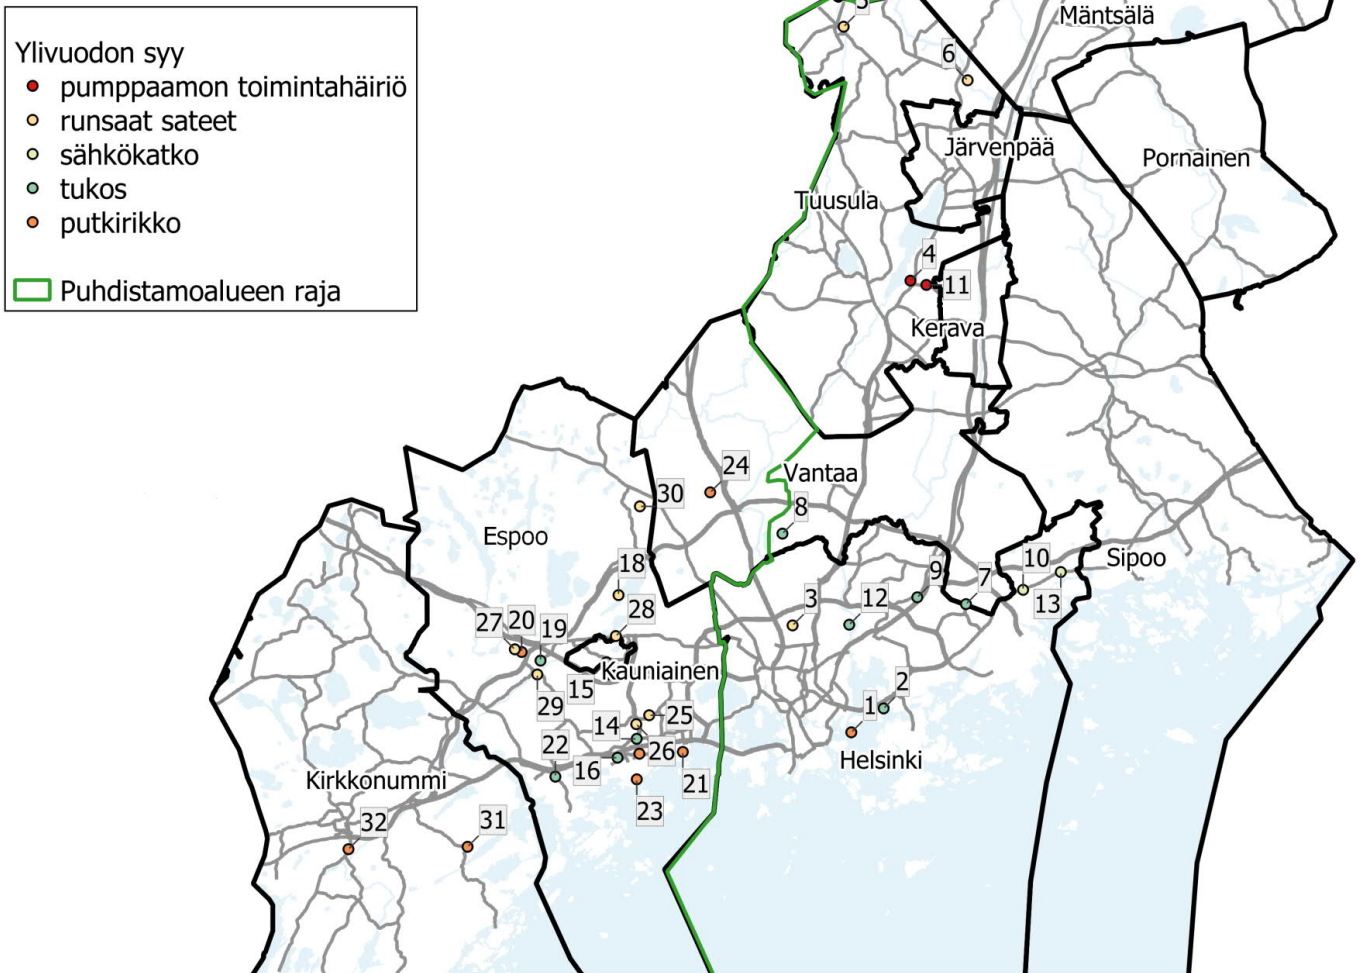 Ylivuodon syy
pumppaamon toimintahäiriö
runsaat sateet
sähkökatko
tukos
putkirikko
Puhdistamoalueen raja
5
Mäntsälä
6
Järvenpää
Pornainen
Tuusula
4
11
Kerava
24
Vantaa
30
8
Espoo
18
10
Sipoo
9
7
13
28
3
12
27
20
19
Kauniainen
15
29
1
2
14
25
22
16
26
21
Helsinki
Kirkkonummi
23
32
31